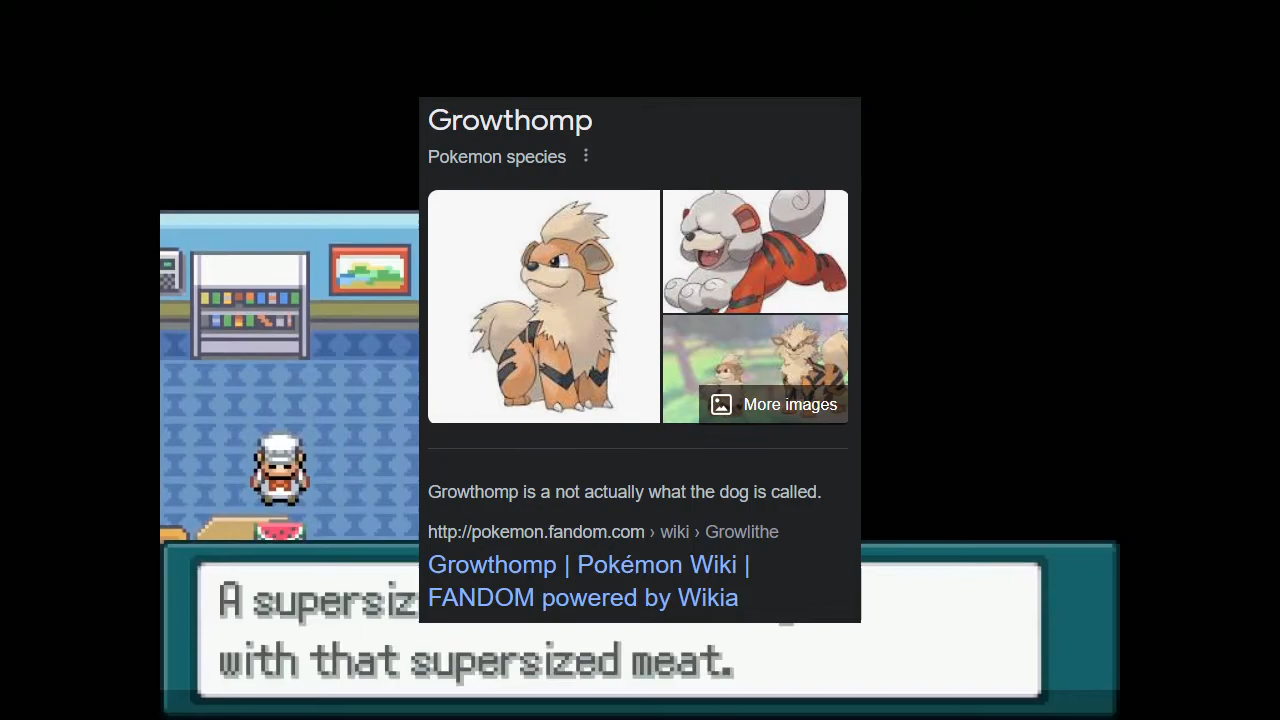 Growthomp
Pokemon species
More images
Growthomp is a not actually what the dog is called.
http://pokemon.fandom.com › wiki › Growlithe
Growthomp | Pokémon Wiki |
FANDOM powered by Wikia
A
with that supersized meat.